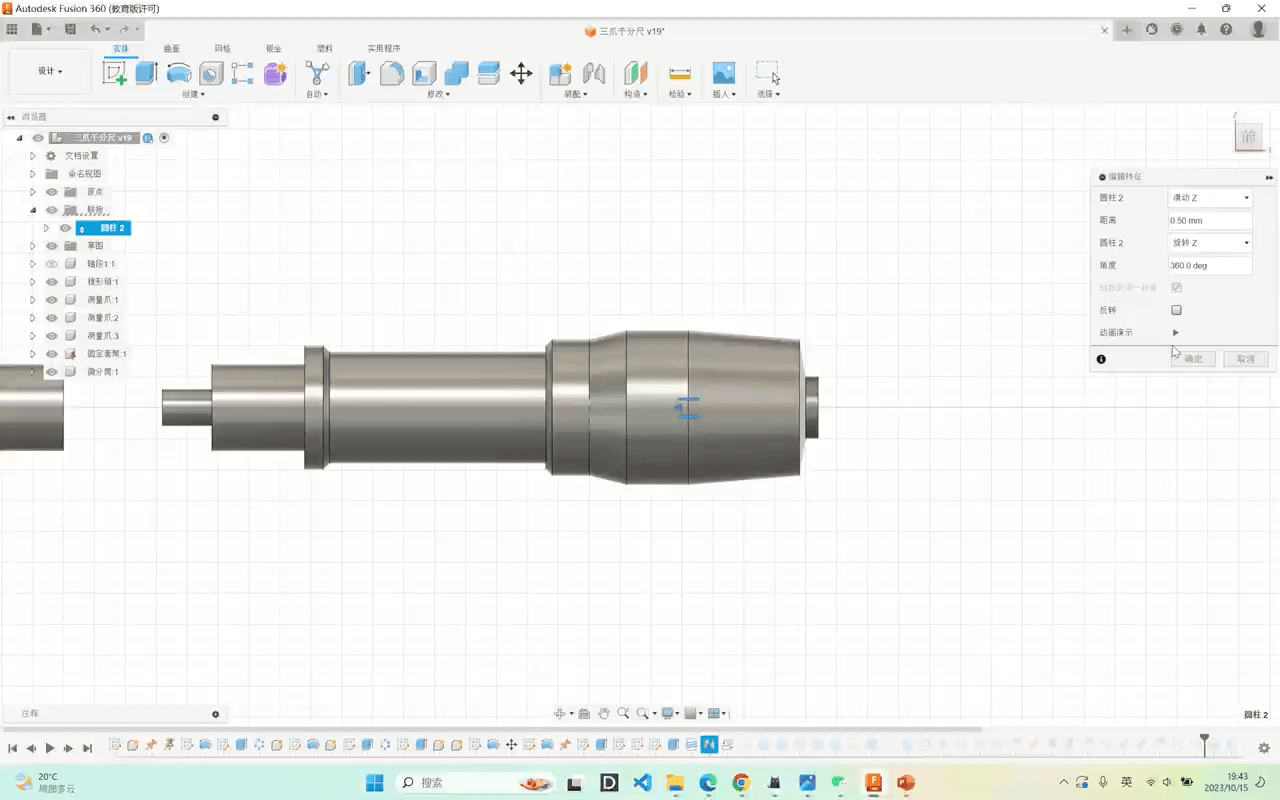 Autodesk Fusion 360 (教育版许可)
三爪千分尺 v19*
实体 曲面 网格 钣金 塑料 实用程序
设计
创建 自动 修改 装配 构造 检验 插入 选择
浏览器
三爪千分尺 v19
文档设置
命名视图
原点
联接
圆柱 2
草图
轴段1:1
锥形销:1
测量爪:1
测量爪:2
测量爪:3
固定套筒:1
微分筒:1
Z
前
X
编辑特征
圆柱 2 滑动 Z
距离 0.50 mm
圆柱 2 旋转 Z
角度 360.0 deg
反转
动画演示
确定 取消
注释
圆柱 2
20°C
局部多云
搜索
英
19:43
2023/10/15